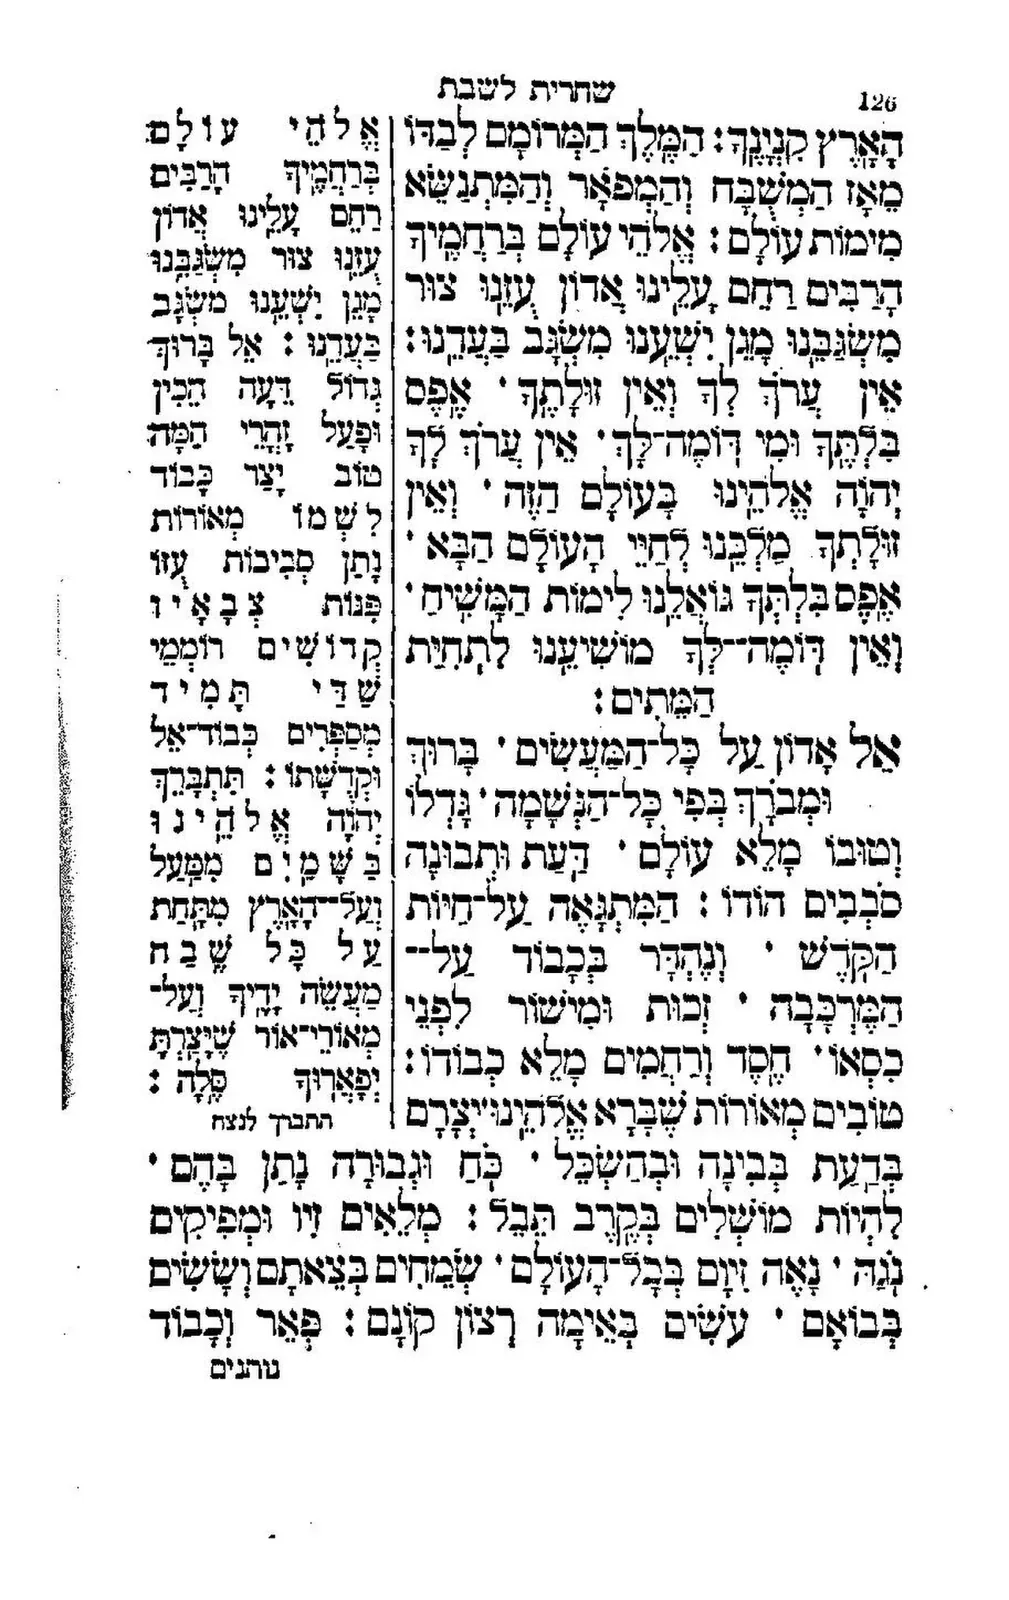 126
שחרית לשבת
הָאָרֶץ קִנְיָנֶךָ: הַמֶּלֶךְ הַמְּרוֹמָם לְבַדּוֹ
מֵאָז הַמְשֻׁבָּח וְהַמְפֹאָר וְהַמִּתְנַשֵּׂא
מִימוֹת עוֹלָם: אֱלֹהֵי עוֹלָם בְּרַחֲמֶיךָ
הָרַבִּים רַחֵם עָלֵינוּ אֲדוֹן עֻזֵּנוּ צוּר
מִשְׂגַּבֵּנוּ מָגֵן יִשְׁעֵנוּ מִשְׂגָּב בַּעֲדֵנוּ:
אֵין עֲרֹךְ לְךָ וְאֵין זוּלָתֶךָ · אֶפֶס
בִּלְתֶּךָ וּמִי דּוֹמֶה־לָּךְ · אֵין עֲרֹךְ לְךָ
יְהֹוָה אֱלֹהֵינוּ בָּעוֹלָם הַזֶּה · וְאֵין
זוּלָתְךָ מַלְכֵּנוּ לְחַיֵּי הָעוֹלָם הַבָּא ·
אֶפֶס בִּלְתְּךָ גּוֹאֲלֵנוּ לִימוֹת הַמָּשִׁיחַ ·
וְאֵין דּוֹמֶה־לְּךָ מוֹשִׁיעֵנוּ לִתְחִיַּת
הַמֵּתִים:
אֵל אָדוֹן עַל כָּל־הַמַּעֲשִׂים · בָּרוּךְ
וּמְבֹרָךְ בְּפִי כָּל־הַנְּשָׁמָה · גָּדְלוֹ
וְטוּבוֹ מָלֵא עוֹלָם · דַּעַת וּתְבוּנָה
סֹבְבִים הוֹדוֹ: הַמִּתְגָּאֶה עַל־חַיּוֹת
הַקֹּדֶשׁ · וְנֶהְדָּר בְּכָבוֹד עַל־
הַמֶּרְכָּבָה · זְכוּת וּמִישׁוֹר לִפְנֵי
כִסְאוֹ · חֶסֶד וְרַחֲמִים מָלֵא כְבוֹדוֹ:
טוֹבִים מְאוֹרוֹת שֶׁבָּרָא אֱלֹהֵינוּ · יְצָרָם
אֱלֹהֵי עוֹלָם
בְּרַחֲמֶיךָ הָרַבִּים
רַחֵם עָלֵינוּ אֲדוֹן
עֻזֵּנוּ צוּר מִשְׂגַּבֵּנוּ
מָגֵן יִשְׁעֵנוּ מִשְׂגָּב
בַּעֲדֵנוּ: אֵל בָּרוּךְ
גְּדוֹל דֵּעָה הֵכִין
וּפָעַל זָהֳרֵי חַמָּה
טוֹב יָצַר כָּבוֹד
לִשְׁמוֹ מְאוֹרוֹת
נָתַן סְבִיבוֹת עֻזּוֹ
פִּנּוֹת צְבָאָיו
קְדוֹשִׁים רוֹמְמֵי
שַׁדַּי תָּמִיד
מְסַפְּרִים כְּבוֹד־אֵל
וּקְדֻשָּׁתוֹ: תִּתְבָּרֵךְ
יְהֹוָה אֱלֹהֵינוּ
בַּשָּׁמַיִם מִמַּעַל
וְעַל־הָאָרֶץ מִתַּחַת
עַל כָּל שֶׁבַח
מַעֲשֵׂה יָדֶיךָ וְעַל־
מְאוֹרֵי־אוֹר שֶׁיָּצַרְתָּ
יְפָאֲרוּךָ סֶּלָה:
תתברך לנצח
בְּדַעַת בְּבִינָה וּבְהַשְׂכֵּל · כֹּחַ וּגְבוּרָה נָתַן בָּהֶם ·
לִהְיוֹת מוֹשְׁלִים בְּקֶרֶב תֵּבֵל: מְלֵאִים זִיו וּמְפִיקִים
נֹגַהּ · נָאֶה זִיוָם בְּכָל־הָעוֹלָם · שְׂמֵחִים בְּצֵאתָם וְשָׂשִׂים
בְּבוֹאָם · עֹשִׂים בְּאֵימָה רְצוֹן קוֹנָם: פְּאֵר וְכָבוֹד
נותנים